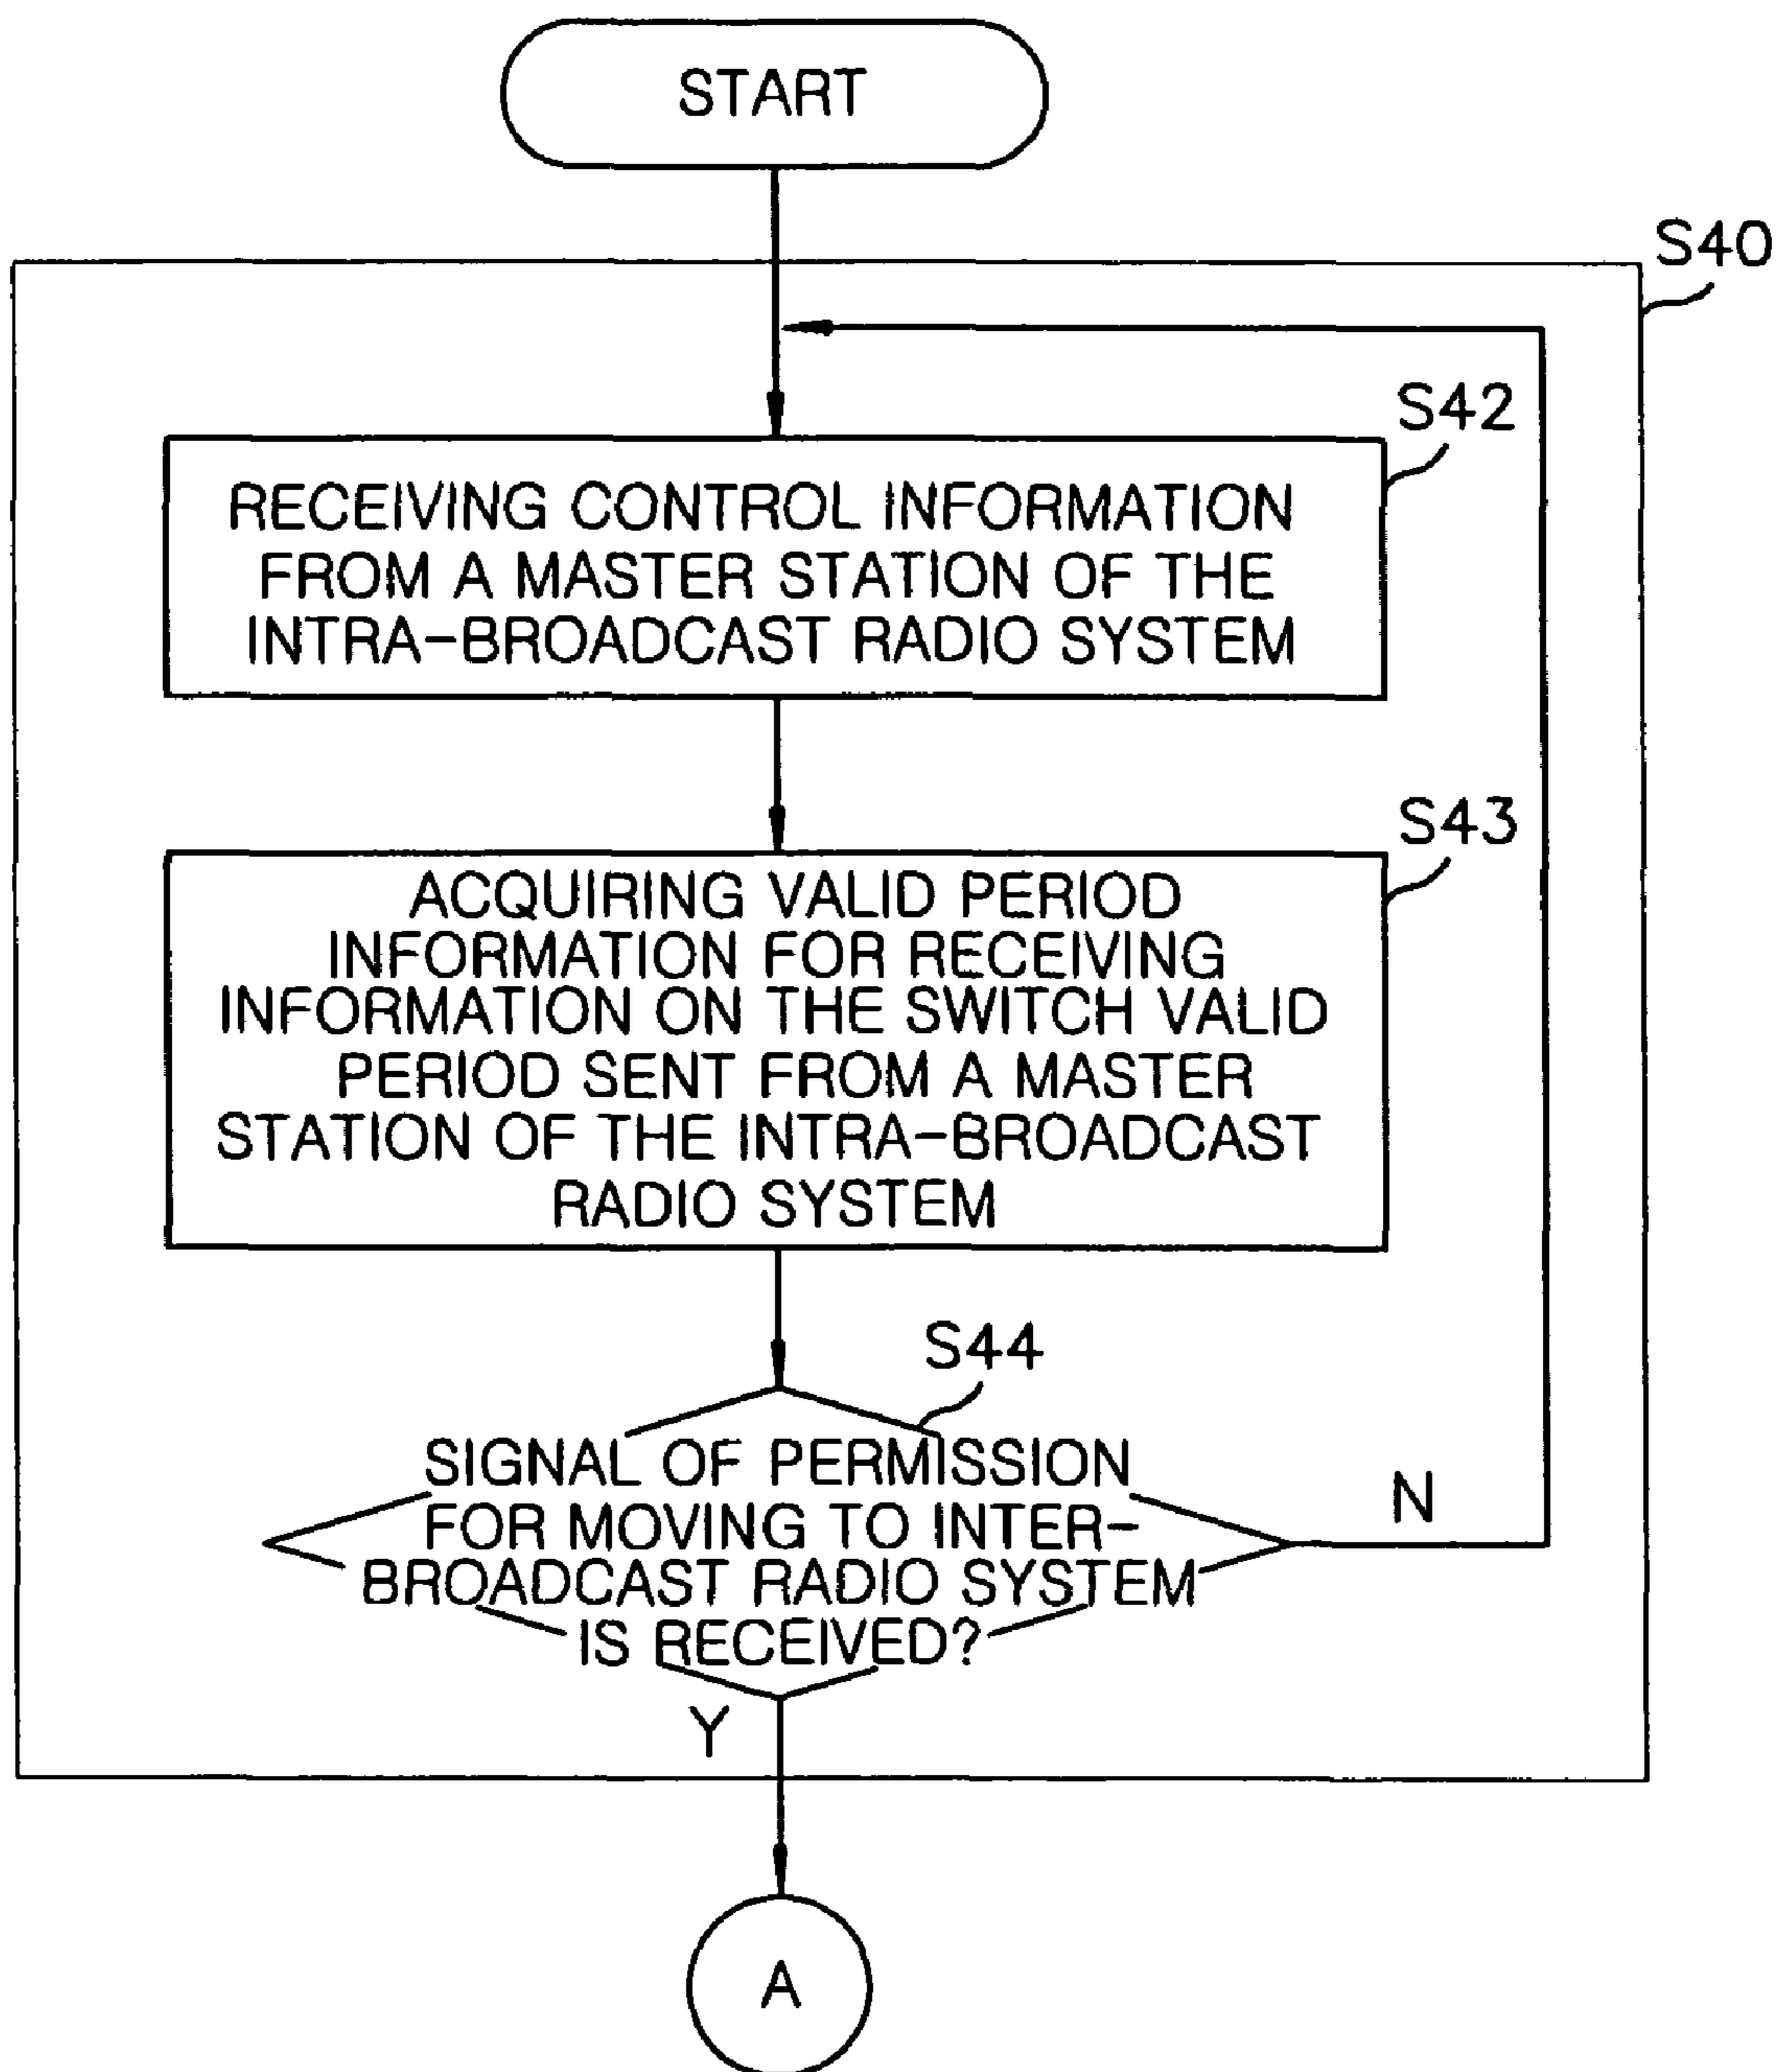 START
S40
S42
RECEIVING CONTROL INFORMATION
FROM A MASTER STATION OF THE
INTRA-BROADCAST RADIO SYSTEM
S43
ACQUIRING VALID PERIOD
INFORMATION FOR RECEIVING
INFORMATION ON THE SWITCH VALID
PERIOD SENT FROM A MASTER
STATION OF THE INTRA-BROADCAST
RADIO SYSTEM
S44
SIGNAL OF PERMISSION
FOR MOVING TO INTER-
BROADCAST RADIO SYSTEM
IS RECEIVED?
N
Y
A